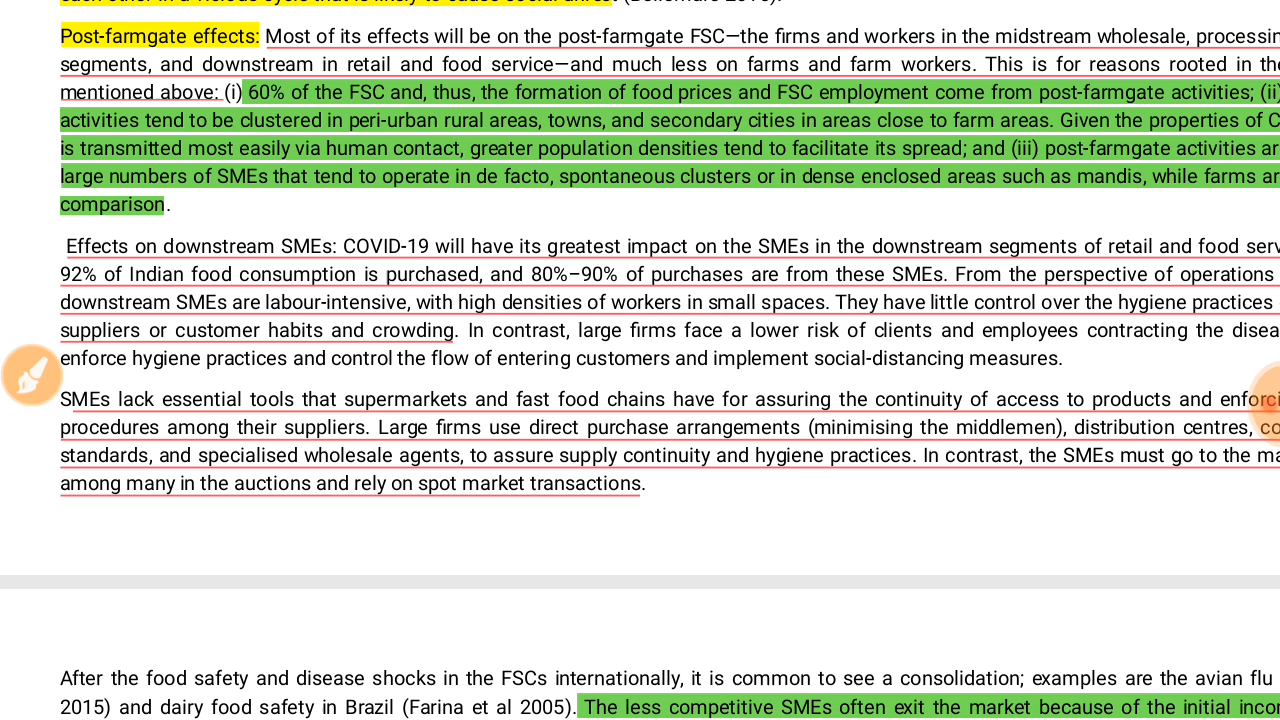 Post-farmgate effects: Most of its effects will be on the post-farmgate FSC—the firms and workers in the midstream wholesale,
segments, and downstream in retail and food service—and much less on farms and farm workers. This is for reasons rooted in
mentioned above: (i) 60% of the FSC and, thus, the formation of food prices and FSC employment come from post-farmgate activities; (ii)
activities tend to be clustered in peri-urban rural areas, towns, and secondary cities in areas close to farm areas. Given the properties of
is transmitted most easily via human contact, greater population densities tend to facilitate its spread; and (iii) post-farmgate activities
large numbers of SMEs that tend to operate in de facto, spontaneous clusters or in dense enclosed areas such as mandis, while farms
comparison.
Effects on downstream SMEs: COVID-19 will have its greatest impact on the SMEs in the downstream segments of retail and food
92% of Indian food consumption is purchased, and 80%–90% of purchases are from these SMEs. From the perspective of operations
downstream SMEs are labour-intensive, with high densities of workers in small spaces. They have little control over the hygiene practices
suppliers or customer habits and crowding. In contrast, large firms face a lower risk of clients and employees contracting the
enforce hygiene practices and control the flow of entering customers and implement social-distancing measures.
SMEs lack essential tools that supermarkets and fast food chains have for assuring the continuity of access to products and
procedures among their suppliers. Large firms use direct purchase arrangements (minimising the middlemen), distribution centres,
standards, and specialised wholesale agents, to assure supply continuity and hygiene practices. In contrast, the SMEs must go to the
among many in the auctions and rely on spot market transactions.
After the food safety and disease shocks in the FSCs internationally, it is common to see a consolidation; examples are the avian flu
2015) and dairy food safety in Brazil (Farina et al 2005). The less competitive SMEs often exit the market because of the initial